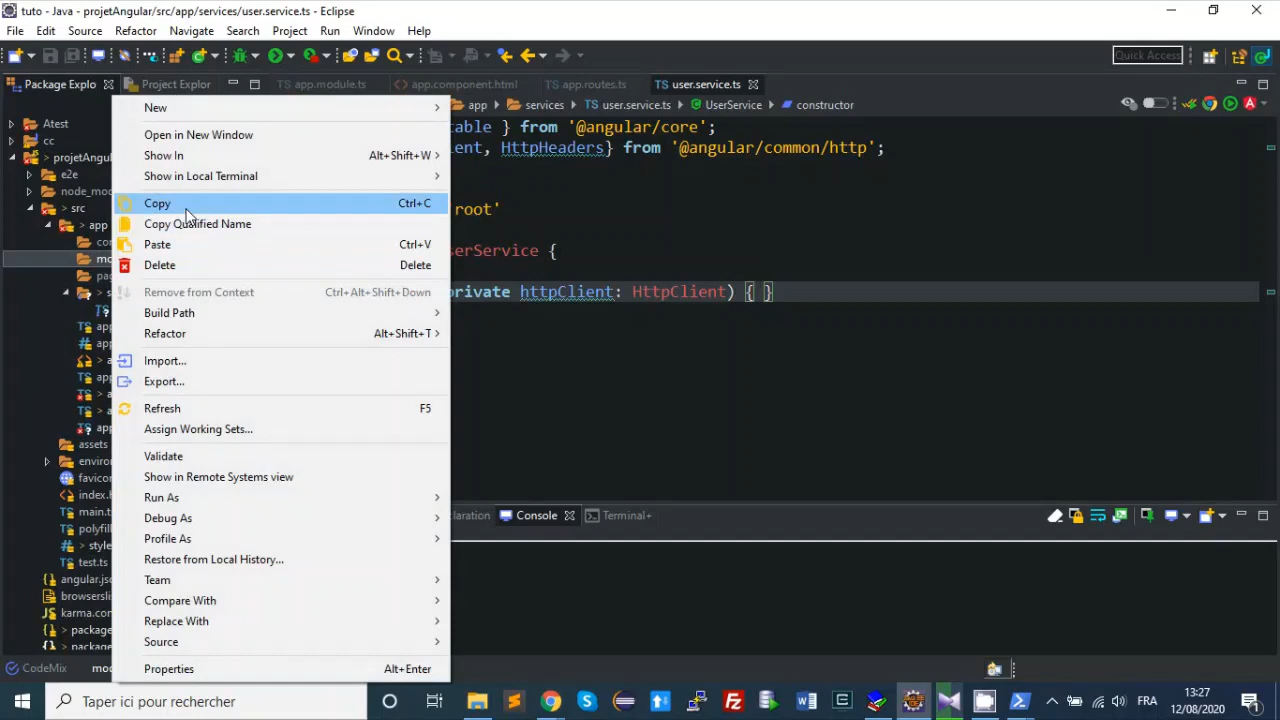 tuto - Java - projetAngular/src/app/services/user.service.ts - Eclipse
File Edit Source Refactor Navigate Search Project Run Window Help
Quick Access
Package Explo Project Explor app.module.ts app.component.html app.routes.ts user.service.ts
app services user.service.ts UserService constructor
Atest
cc
projetAngul
e2e
node_mod
src
app
assets
environ
favicon
index.h
main.ts
polyfill
> style
test.ts
angular.jso
browserslis
karma.con
> package
> package
New
Open in New Window
Show In Alt+Shift+W >
Show in Local Terminal >
Copy Ctrl+C
Copy Qualified Name
Paste Ctrl+V
Delete Delete
Remove from Context Ctrl+Alt+Shift+Down
Build Path >
Refactor Alt+Shift+T >
Import...
Export...
Refresh F5
Assign Working Sets...
Validate
Show in Remote Systems view
Run As >
Debug As >
Profile As >
Restore from Local History...
Team >
Compare With >
Replace With >
Source >
Properties Alt+Enter
table } from '@angular/core';
ent, HttpHeaders} from '@angular/common/http';
root'
serService {
private httpClient: HttpClient) { }
laration Console Terminal+
CodeMix
Taper ici pour rechercher
FRA
13:27
12/08/2020